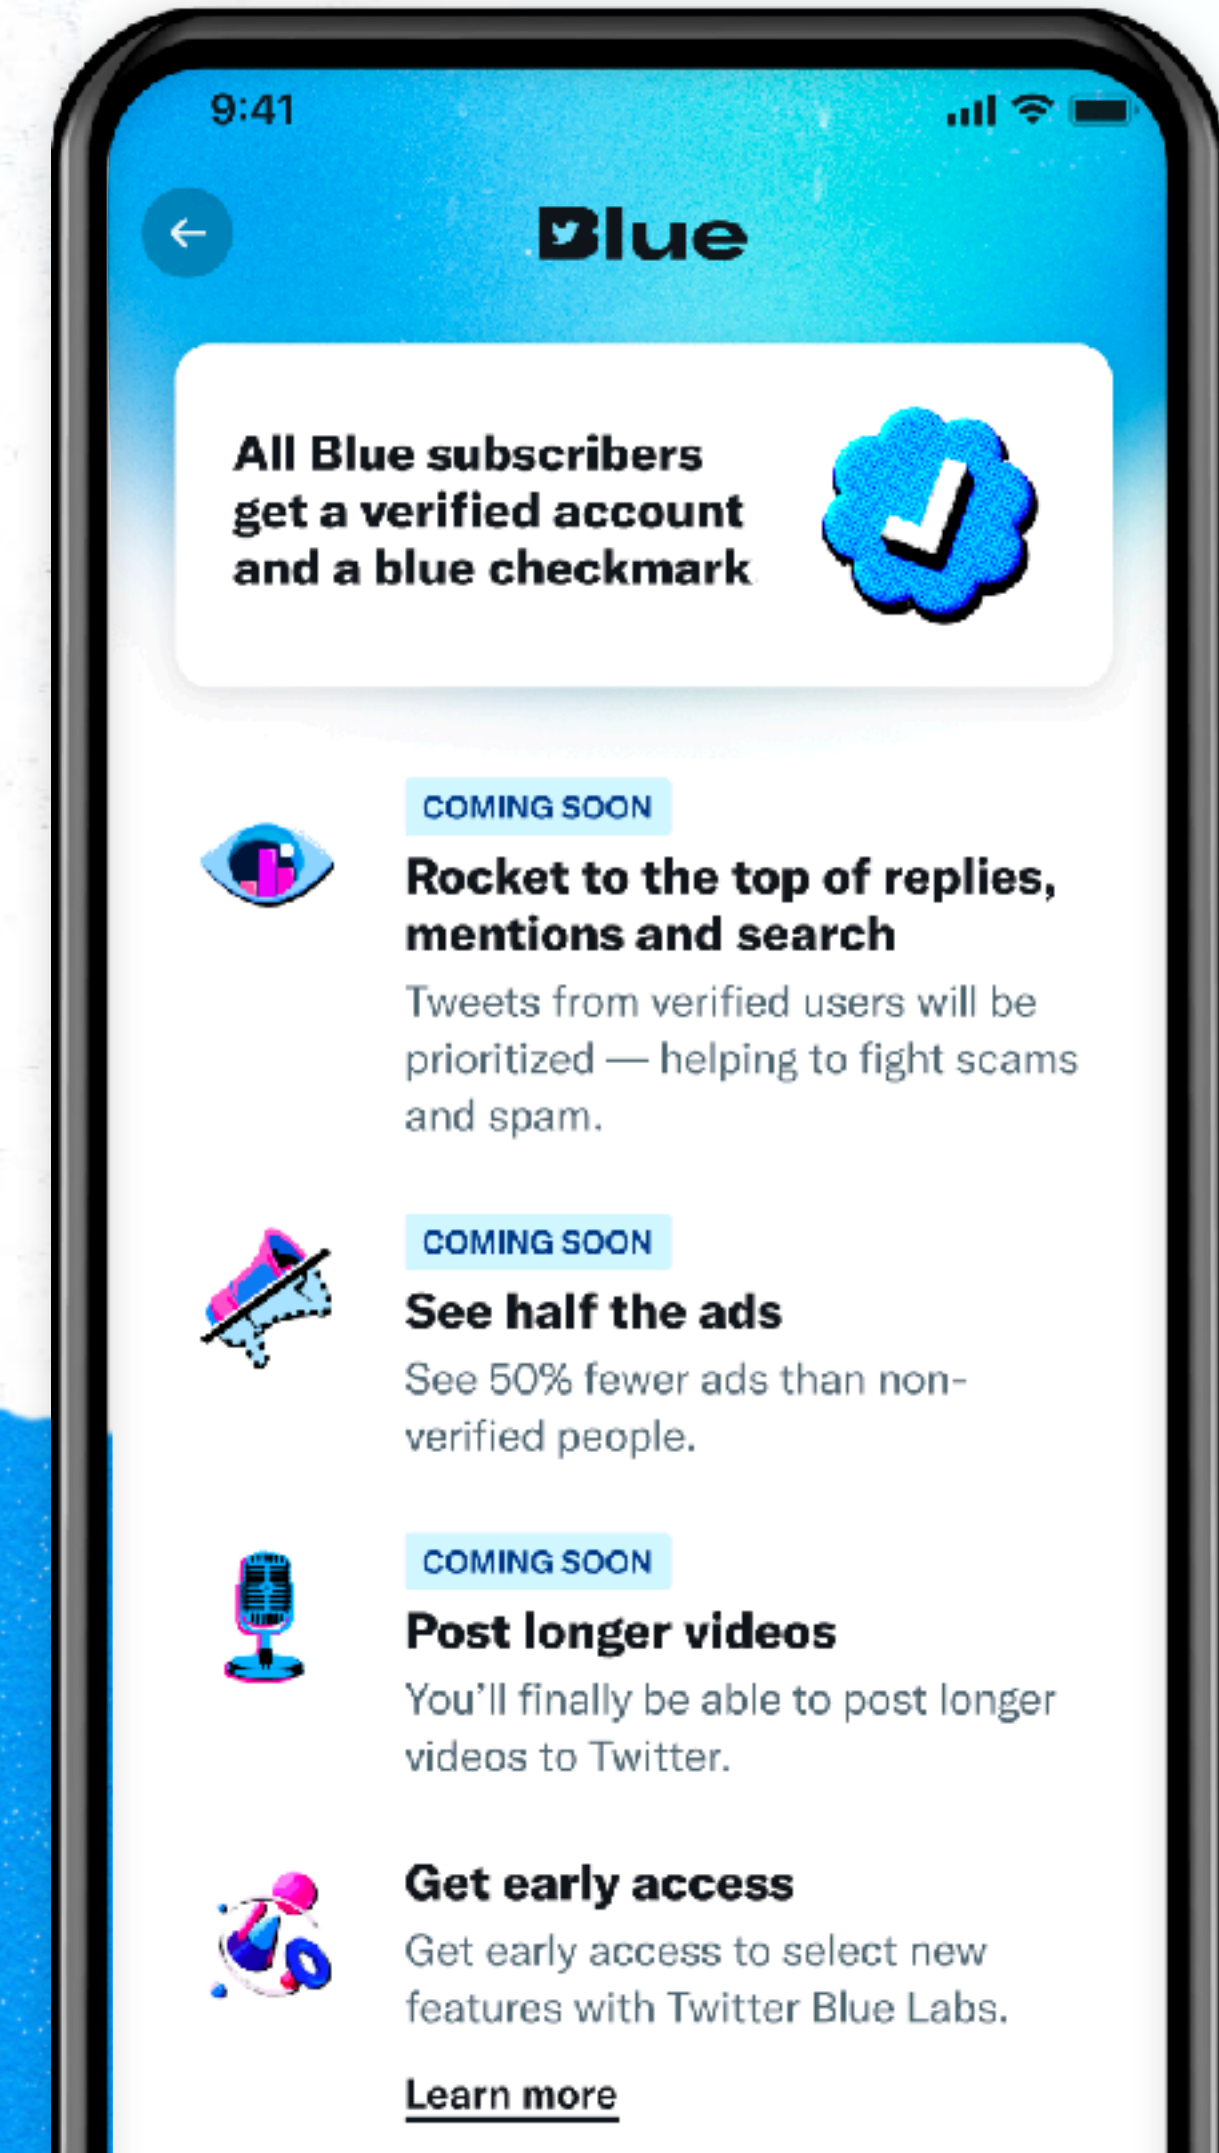 9:41
Blue
All Blue subscribers
get a verified account
and a blue checkmark
COMING SOON
Rocket to the top of replies,
mentions and search
Tweets from verified users will be
prioritized — helping to fight scams
and spam.
COMING SOON
See half the ads
See 50% fewer ads than non-
verified people.
COMING SOON
Post longer videos
You’ll finally be able to post longer
videos to Twitter.
Get early access
Get early access to select new
features with Twitter Blue Labs.
Learn more